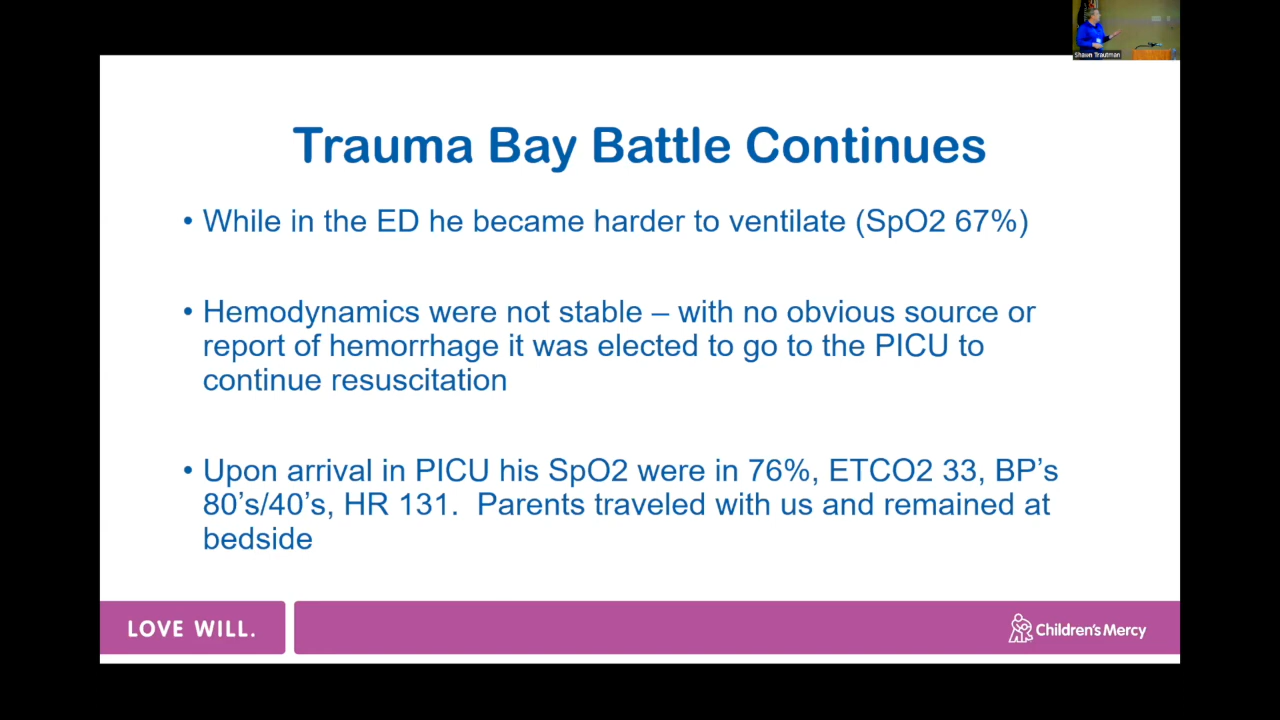 Shawn Trautman
Trauma Bay Battle Continues
• While in the ED he became harder to ventilate (SpO2 67%)
• Hemodynamics were not stable – with no obvious source or
report of hemorrhage it was elected to go to the PICU to
continue resuscitation
• Upon arrival in PICU his SpO2 were in 76%, ETCO2 33, BP’s
80’s/40’s, HR 131.  Parents traveled with us and remained at
bedside
LOVE WILL.
Children's Mercy